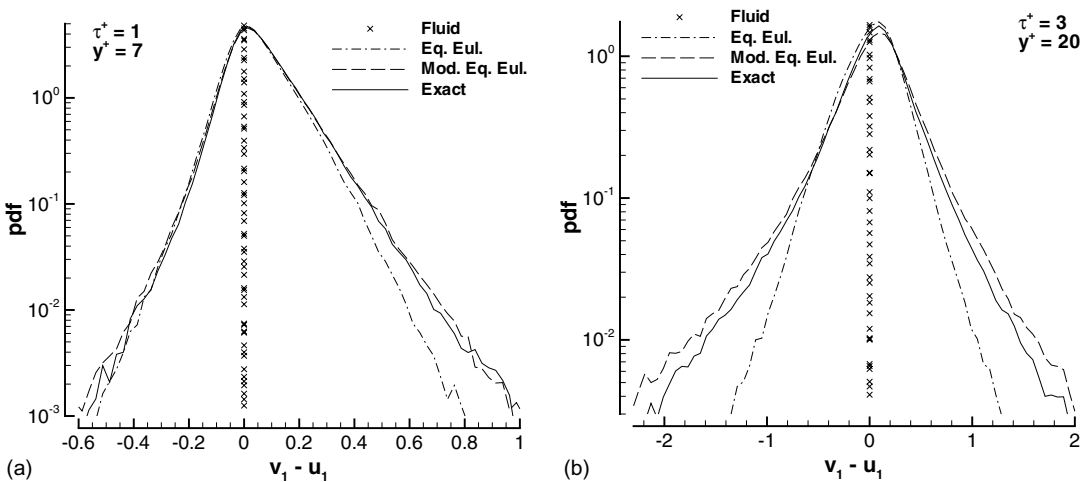 τ⁺ = 1
y⁺ = 7
× Fluid
Eq. Eul.
Mod. Eq. Eul.
Exact
pdf
10⁰
10⁻¹
10⁻²
10⁻³
-0.6 -0.4 -0.2 0 0.2 0.4 0.6 0.8 1
v₁ - u₁
(a)
× Fluid
Eq. Eul.
Mod. Eq. Eul.
Exact
τ⁺ = 3
y⁺ = 20
pdf
10⁰
10⁻¹
10⁻²
-2 -1 0 1 2
v₁ - u₁
(b)